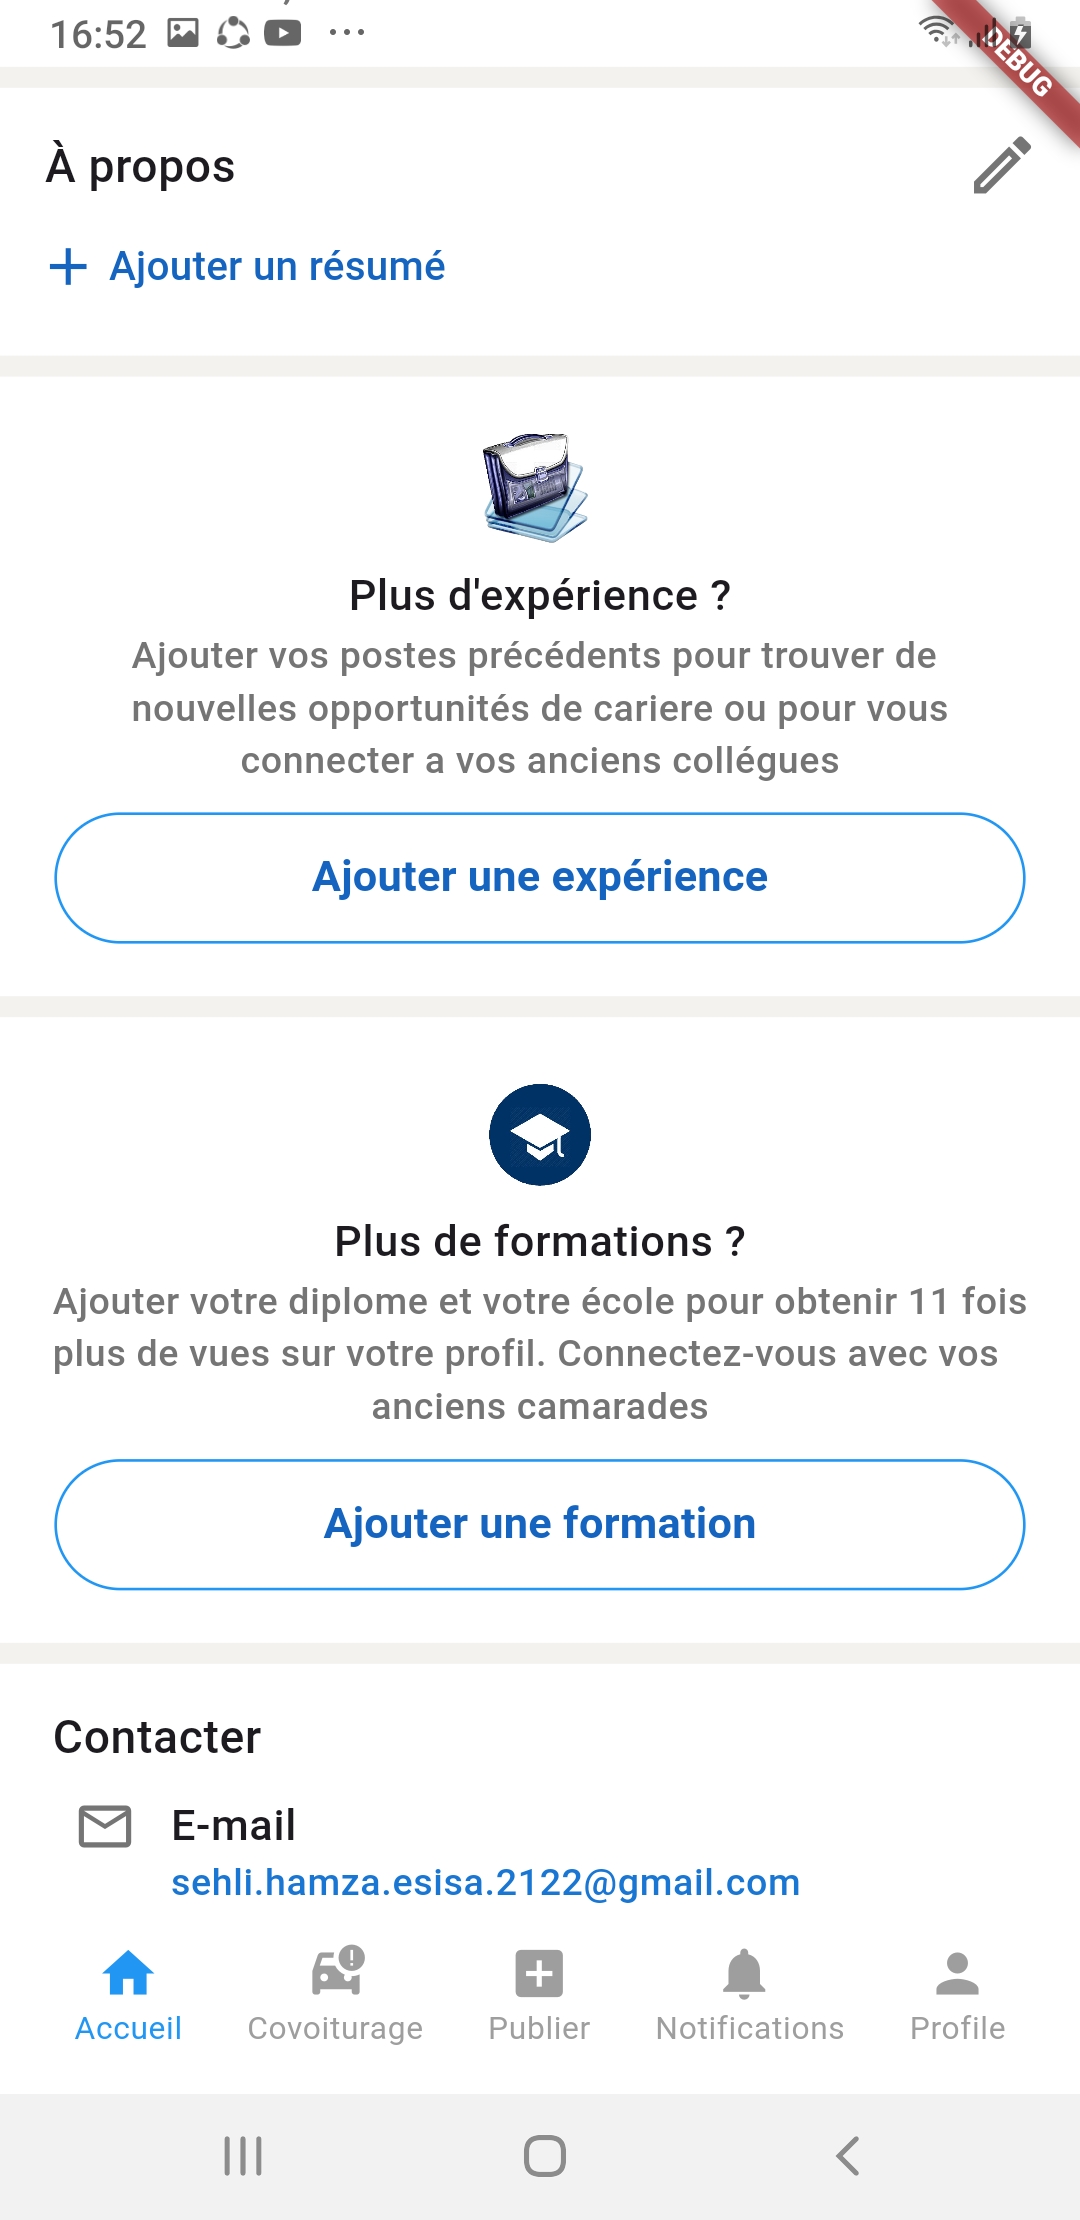 16:52
DEBUG
À propos
Ajouter un résumé
Plus d'expérience ?
Ajouter vos postes précédents pour trouver de
nouvelles opportunités de cariere ou pour vous
connecter a vos anciens collégues
Ajouter une expérience
Plus de formations ?
Ajouter votre diplome et votre école pour obtenir 11 fois
plus de vues sur votre profil. Connectez-vous avec vos
anciens camarades
Ajouter une formation
Contacter
E-mail
sehli.hamza.esisa.2122@gmail.com
Accueil Covoiturage Publier Notifications Profile